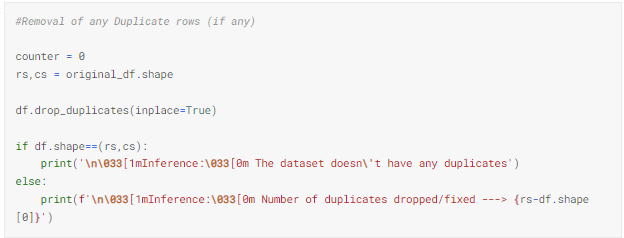 #Removal of any Duplicate rows (if any)
counter = 0
rs,cs = original_df.shape
df.drop_duplicates(inplace=True)
if df.shape==(rs,cs):
    print('\n\033[1mInference:\033[0m The dataset doesn\'t have any duplicates')
else:
    print(f'\n\033[1mInference:\033[0m Number of duplicates dropped/fixed ---> {rs-df.shape
[0]}')